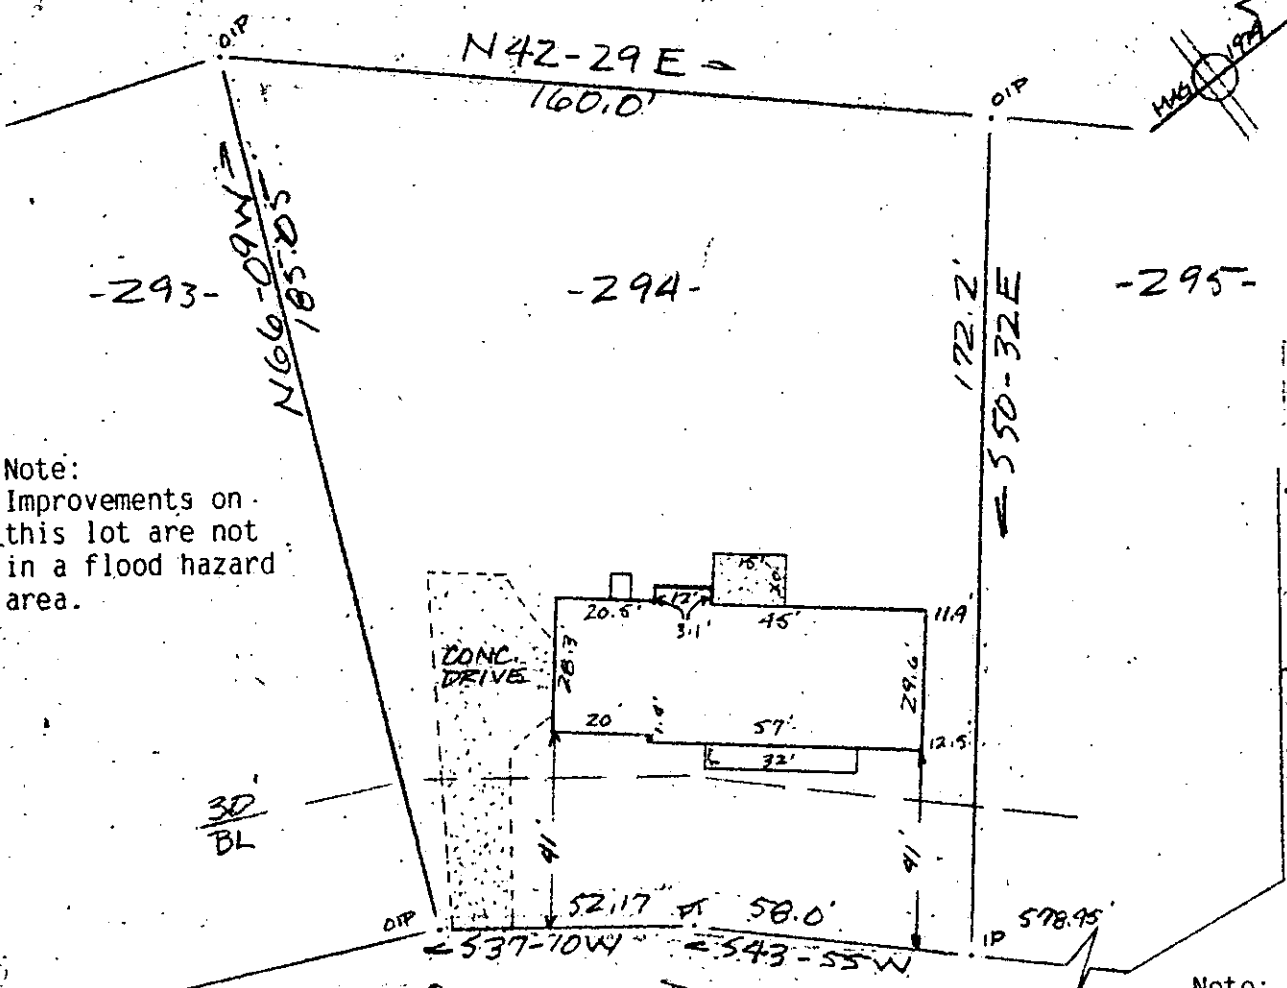 OIP
N42-29E
160.0'
OIP
MAG 1979
N66-09W
185.05
-293-
-294-
-295-
172.2'
S50-32E
Note:
Improvements on
this lot are not
in a flood hazard
area.
15'
12'
20.5'
3.1'
45'
11.9'
CONC.
DRIVE
28.3
29.6'
20'
57'
12.5'
32'
30'
BL
41'
41'
52.17
PT
58.0'
578.95'
OIP
S37-10W
S43-55W
IP
Note: